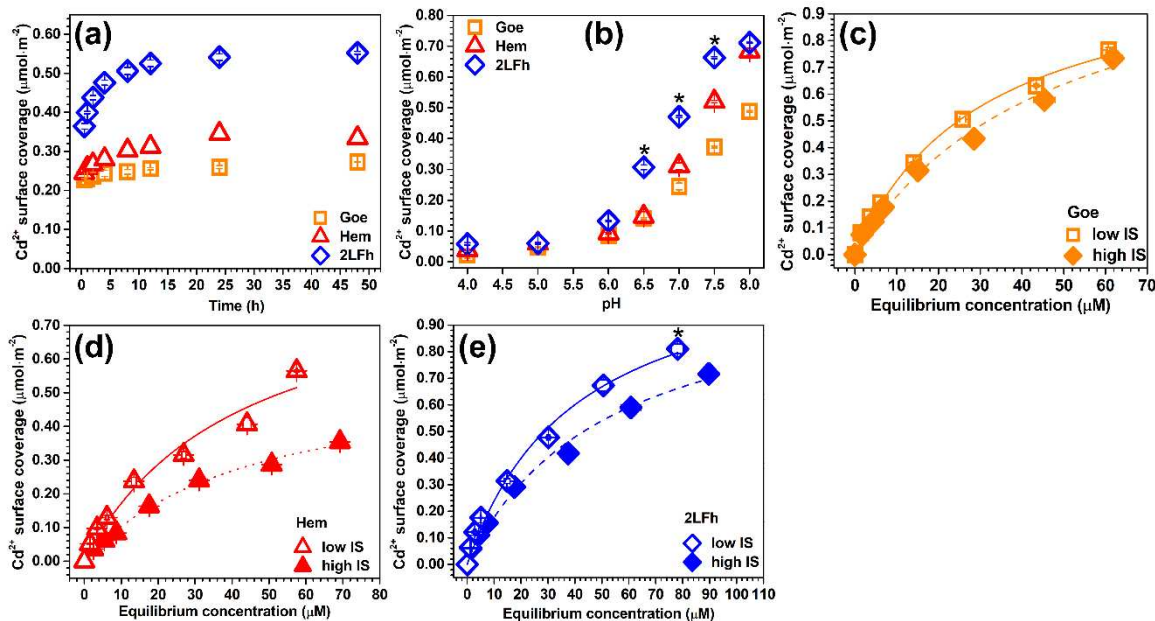 (a)
Cd²⁺ surface coverage (μmol·m⁻²)
0.60
0.50
0.40
0.30
0.20
0.10
0.00
Goe
Hem
2LFh
0 5 10 15 20 25 30 35 40 45 50
Time (h)
(b)
Cd²⁺ surface coverage (μmol·m⁻²)
0.80
0.70
0.60
0.50
0.40
0.30
0.20
0.10
0.00
Goe
Hem
2LFh
*
*
*
*
4.0 4.5 5.0 5.5 6.0 6.5 7.0 7.5 8.0
pH
(c)
Cd²⁺ surface coverage (μmol·m⁻²)
0.9
0.8
0.7
0.6
0.5
0.4
0.3
0.2
0.1
0.0
Goe
low IS
high IS
0 10 20 30 40 50 60 70
Equilibrium concentration (μM)
(d)
Cd²⁺ surface coverage (μmol·m⁻²)
0.70
0.60
0.50
0.40
0.30
0.20
0.10
0.00
Hem
low IS
high IS
0 10 20 30 40 50 60 70 80
Equilibrium concentration (μM)
(e)
Cd²⁺ surface coverage (μmol·m⁻²)
0.90
0.80
0.70
0.60
0.50
0.40
0.30
0.20
0.10
0.00
*
2LFh
low IS
high IS
0 10 20 30 40 50 60 70 80 90 100 110
Equilibrium concentration (μM)